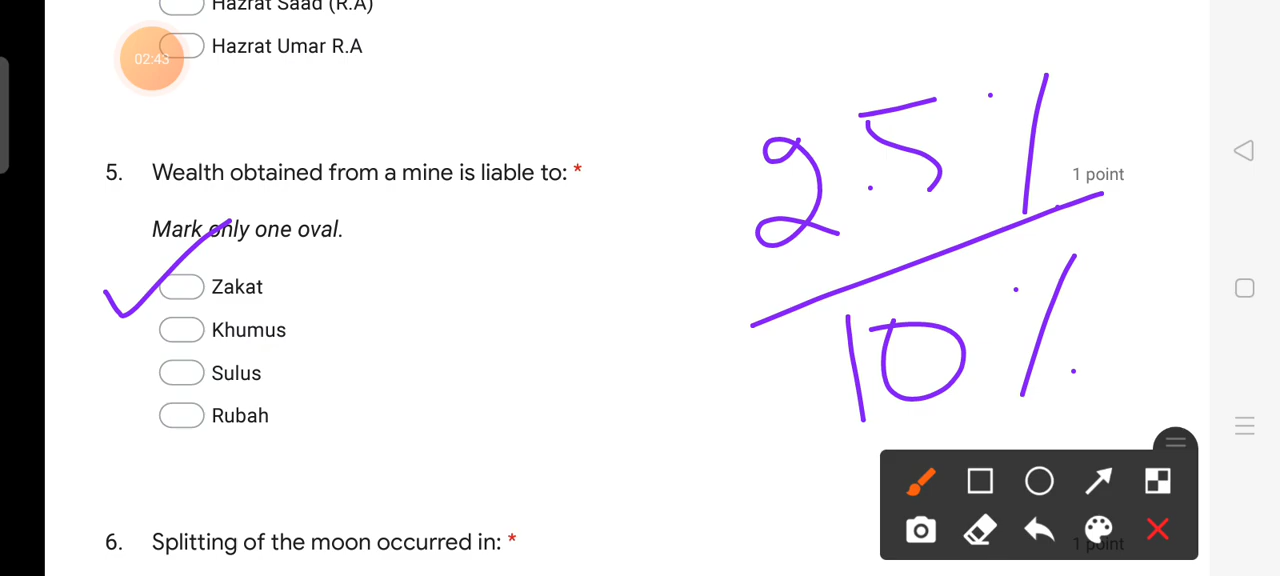 Hazrat Saad (R.A)
Hazrat Umar R.A
02:43
5. Wealth obtained from a mine is liable to: *
1 point
Mark only one oval.
Zakat
Khumus
Sulus
Rubah
2.5%
10%
6. Splitting of the moon occurred in: *
1 point